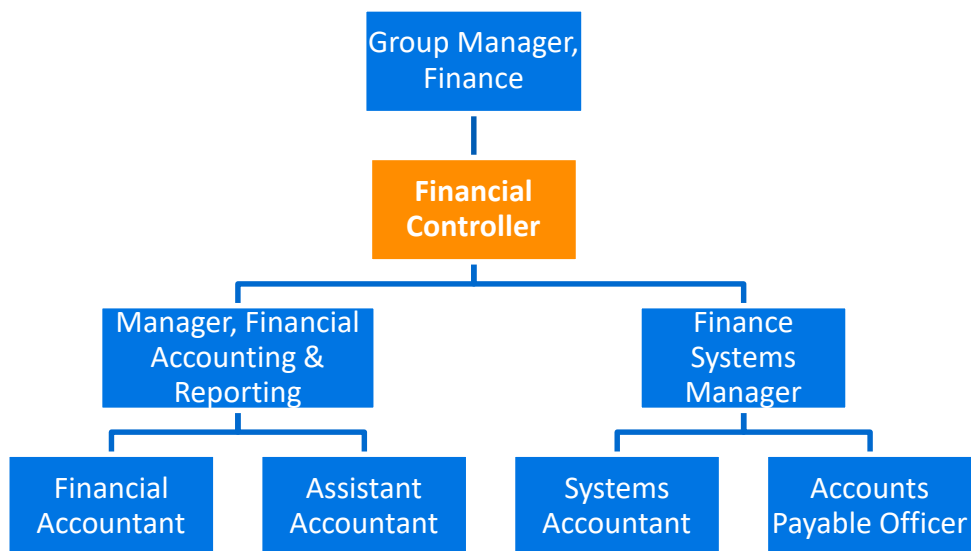 Group Manager,
Finance
Financial
Controller
Manager, Financial
Accounting &
Reporting
Finance
Systems
Manager
Financial
Accountant
Assistant
Accountant
Systems
Accountant
Accounts
Payable Officer